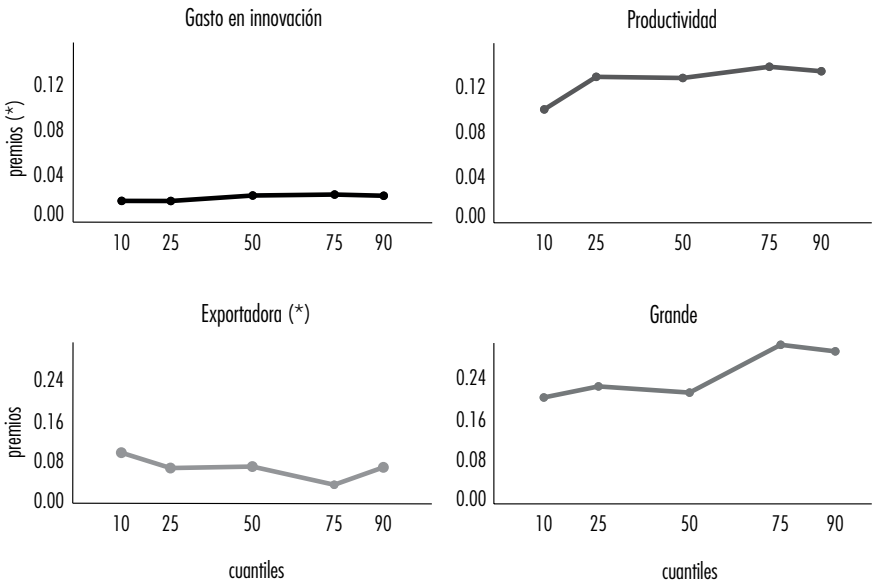 Gasto en innovación
premios (*)
0.12
0.08
0.04
0.00
10 25 50 75 90
Productividad
0.12
0.08
0.04
0.00
10 25 50 75 90
Exportadora (*)
premios
0.24
0.16
0.08
0.00
10 25 50 75 90
cuantiles
Grande
0.24
0.16
0.08
0.00
10 25 50 75 90
cuantiles